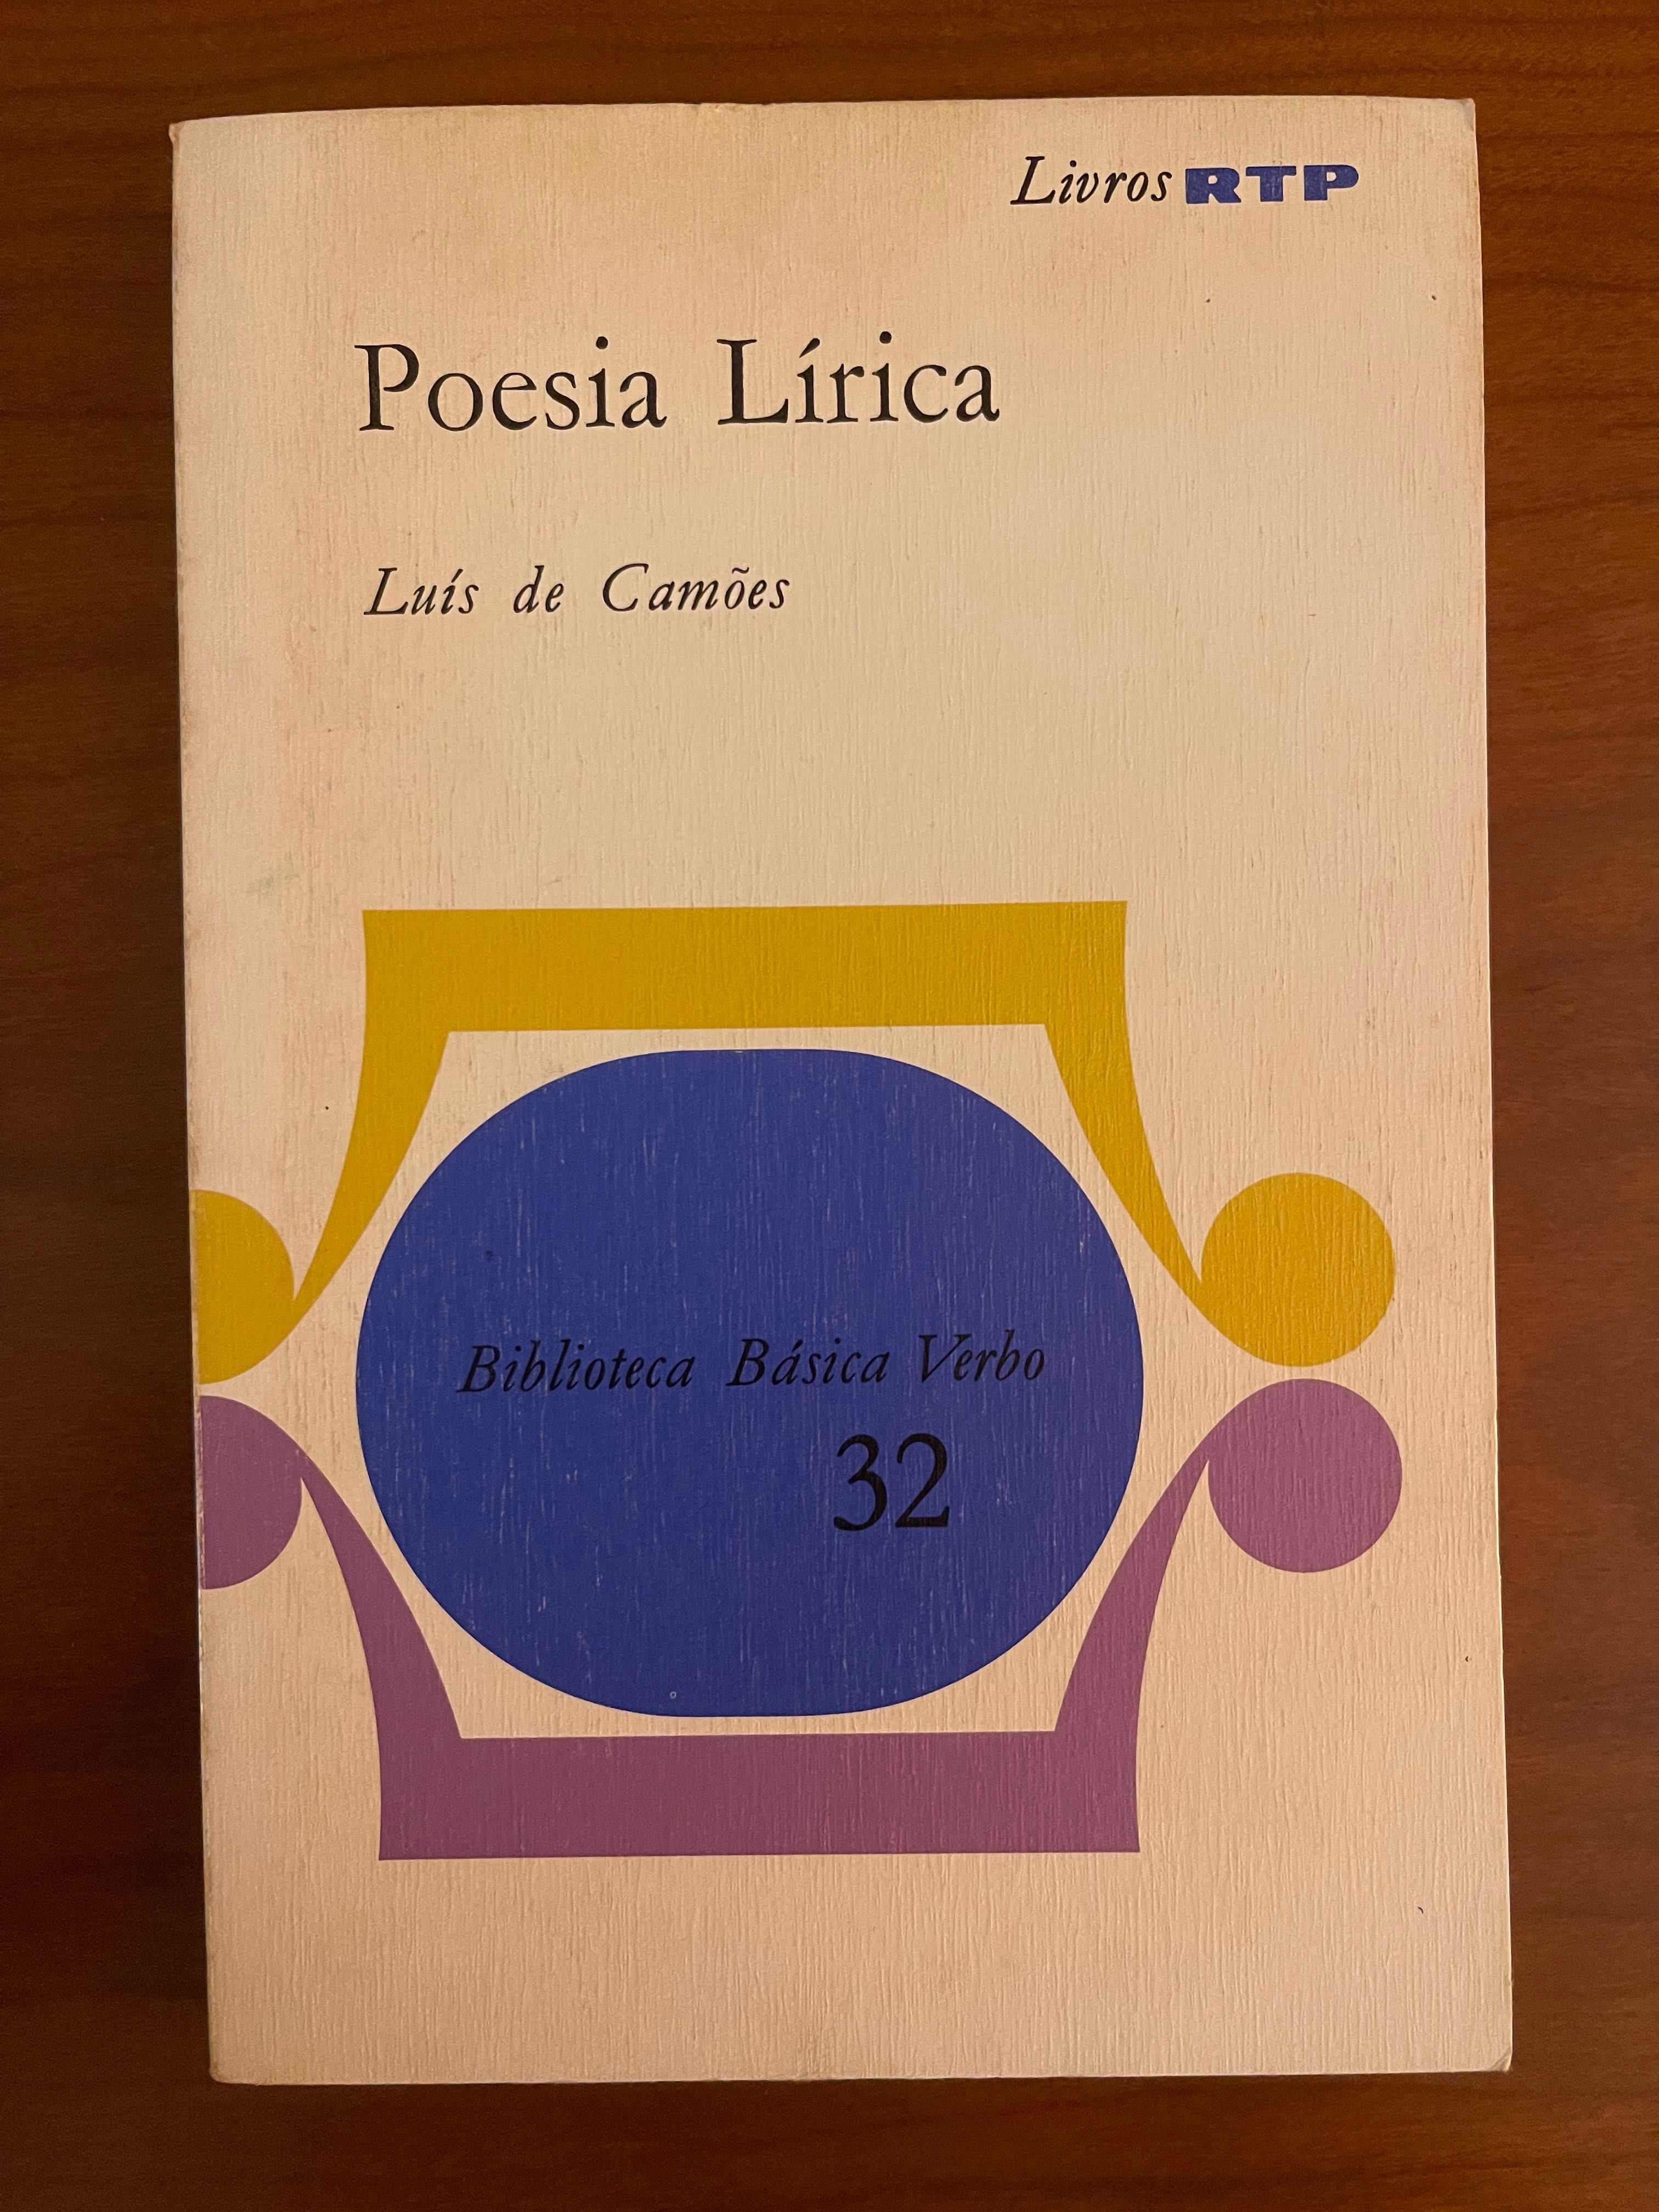 Livros RTP
Poesia Lírica
Luís de Camões
Biblioteca Básica Verbo
32